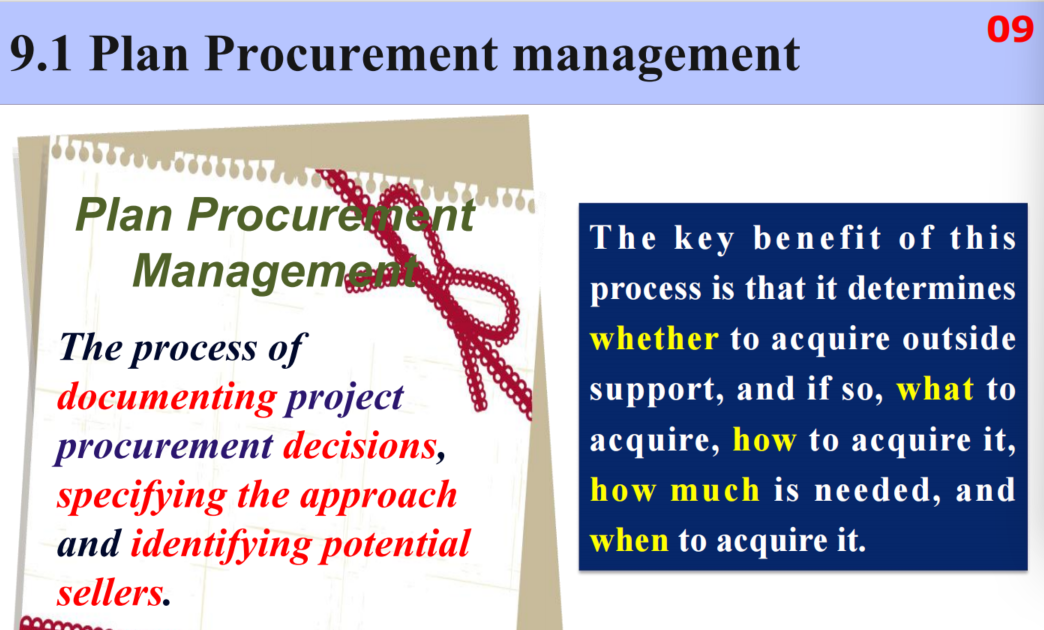 9.1 Plan Procurement management
09
Plan Procurement
Management
The process of
documenting project
procurement decisions,
specifying the approach
and identifying potential
sellers.
The key benefit of this
process is that it determines
whether to acquire outside
support, and if so, what to
acquire, how to acquire it,
how much is needed, and
when to acquire it.